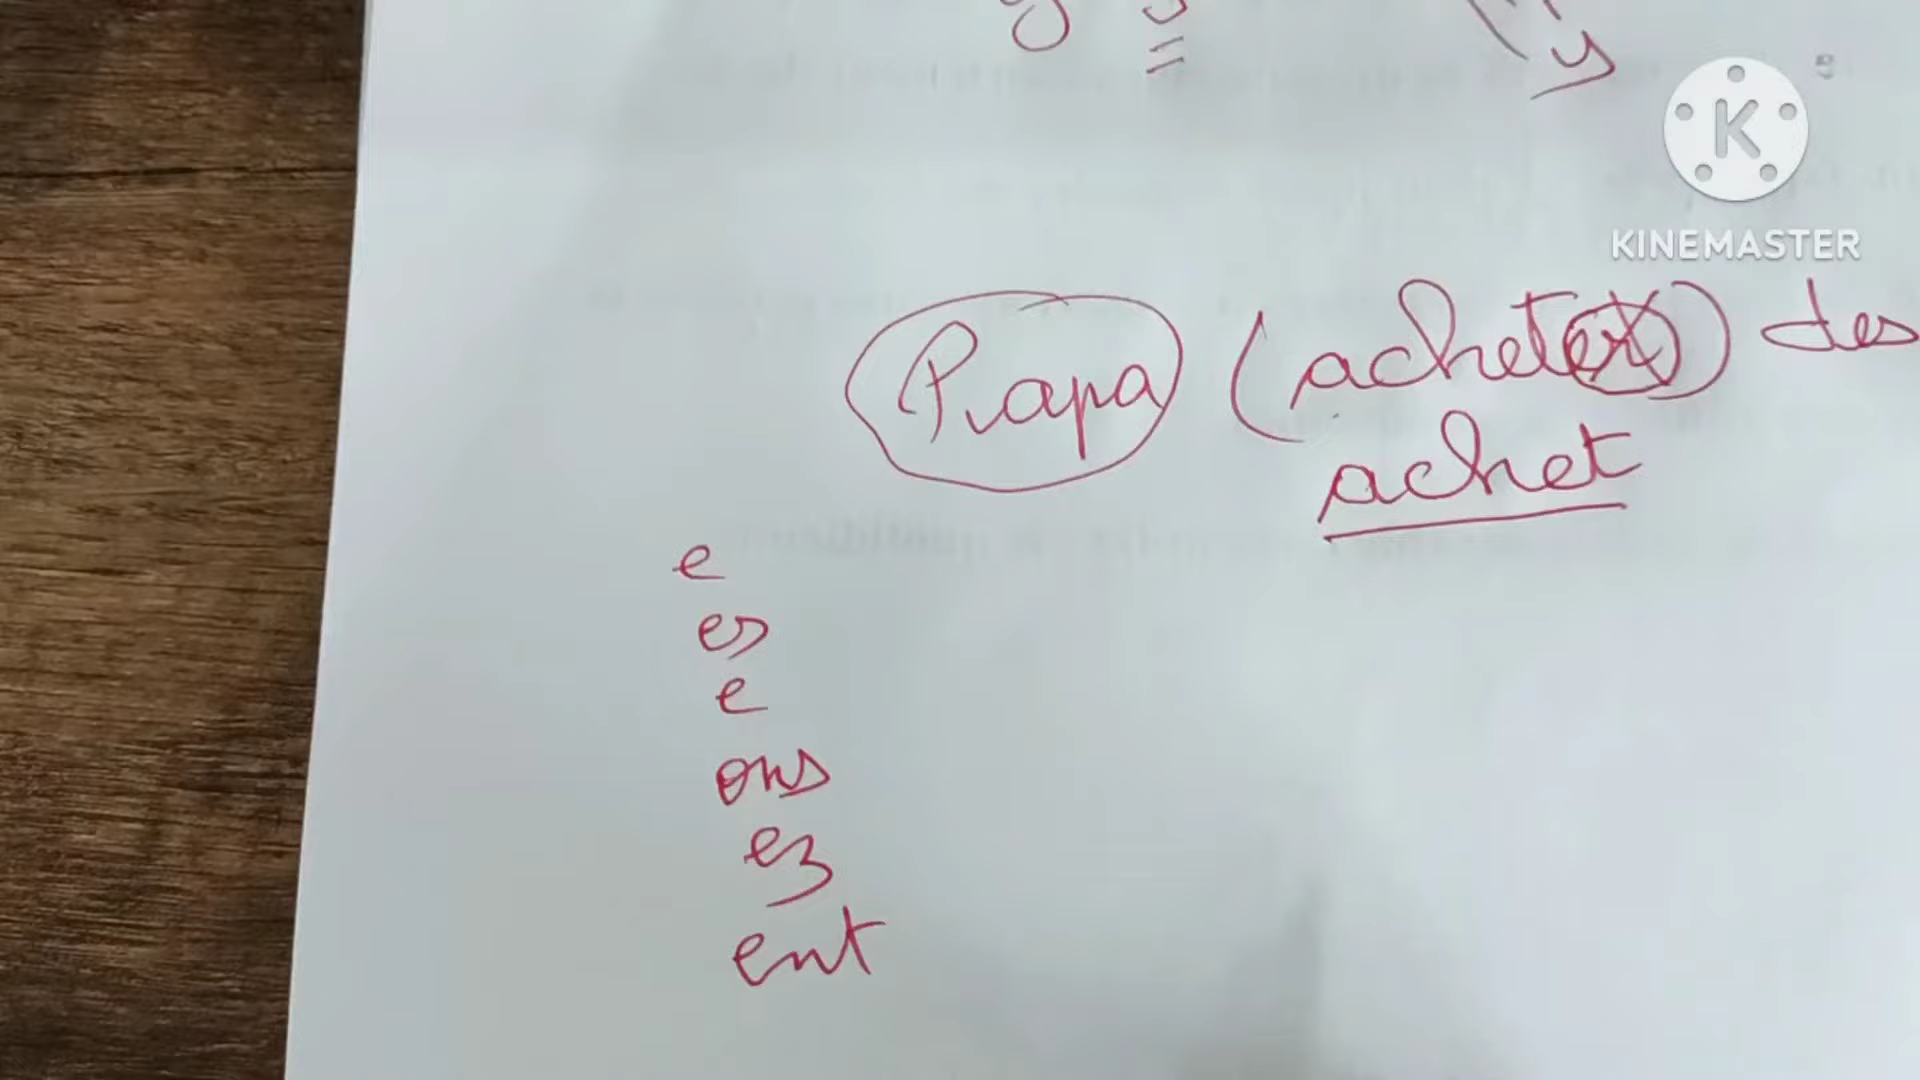 y
KINEMASTER
Papa (acheter) des
achet
e
es
e
ons
ez
ent